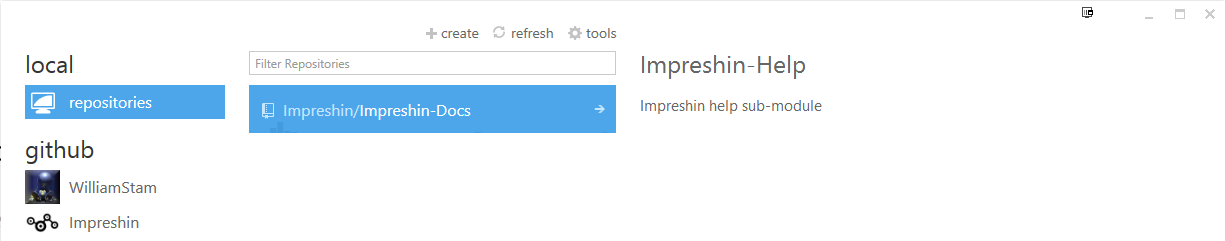 create refresh tools
local
repositories
github
WilliamStam
Impreshin
Filter Repositories
Impreshin/Impreshin-Docs
Impreshin-Help
Impreshin help sub-module